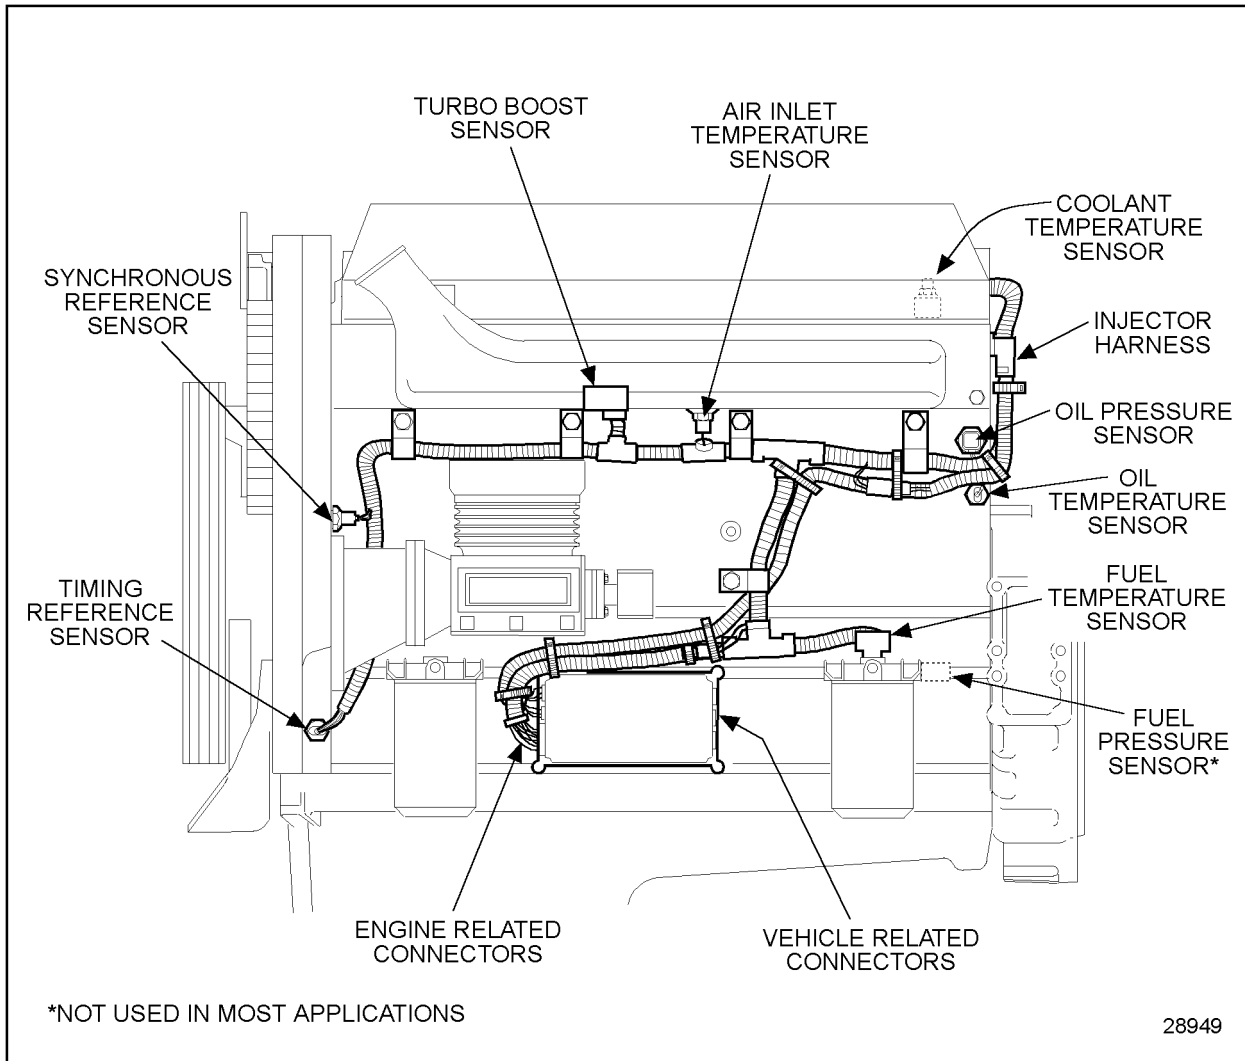 TURBO BOOST
SENSOR
AIR INLET
TEMPERATURE
SENSOR
COOLANT
TEMPERATURE
SENSOR
SYNCHRONOUS
REFERENCE
SENSOR
INJECTOR
HARNESS
OIL PRESSURE
SENSOR
OIL
TEMPERATURE
SENSOR
TIMING
REFERENCE
SENSOR
FUEL
TEMPERATURE
SENSOR
FUEL
PRESSURE
SENSOR*
ENGINE RELATED
CONNECTORS
VEHICLE RELATED
CONNECTORS
*NOT USED IN MOST APPLICATIONS
28949